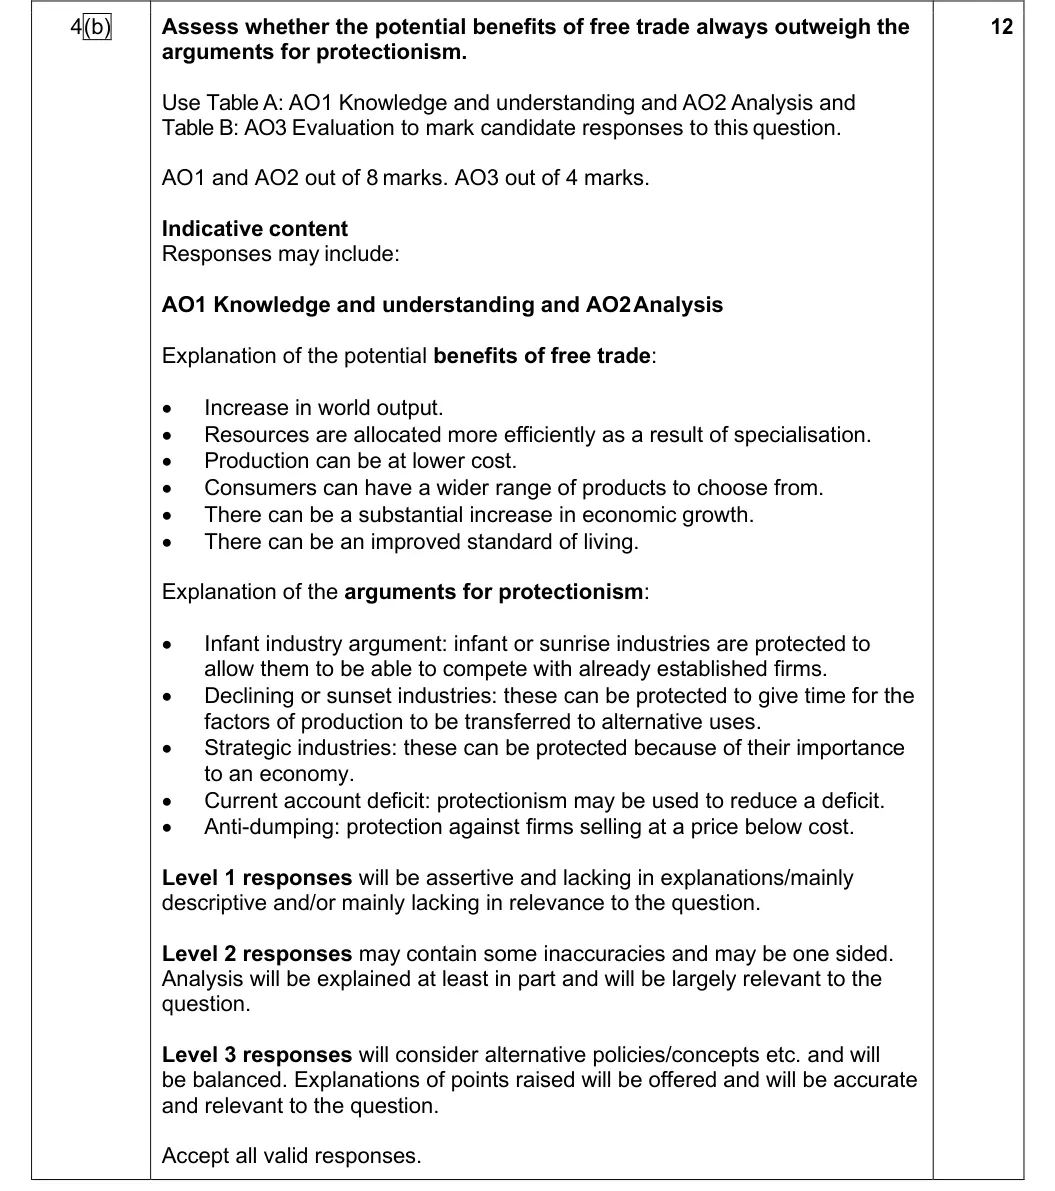 4(b)
Assess whether the potential benefits of free trade always outweigh the
arguments for protectionism.
12
Use Table A: AO1 Knowledge and understanding and AO2 Analysis and
Table B: AO3 Evaluation to mark candidate responses to this question.
AO1 and AO2 out of 8 marks. AO3 out of 4 marks.
Indicative content
Responses may include:
AO1 Knowledge and understanding and AO2 Analysis
Explanation of the potential benefits of free trade:
• Increase in world output.
• Resources are allocated more efficiently as a result of specialisation.
• Production can be at lower cost.
• Consumers can have a wider range of products to choose from.
• There can be a substantial increase in economic growth.
• There can be an improved standard of living.
Explanation of the arguments for protectionism:
• Infant industry argument: infant or sunrise industries are protected to
allow them to be able to compete with already established firms.
• Declining or sunset industries: these can be protected to give time for the
factors of production to be transferred to alternative uses.
• Strategic industries: these can be protected because of their importance
to an economy.
• Current account deficit: protectionism may be used to reduce a deficit.
• Anti-dumping: protection against firms selling at a price below cost.
Level 1 responses will be assertive and lacking in explanations/mainly
descriptive and/or mainly lacking in relevance to the question.
Level 2 responses may contain some inaccuracies and may be one sided.
Analysis will be explained at least in part and will be largely relevant to the
question.
Level 3 responses will consider alternative policies/concepts etc. and will
be balanced. Explanations of points raised will be offered and will be accurate
and relevant to the question.
Accept all valid responses.